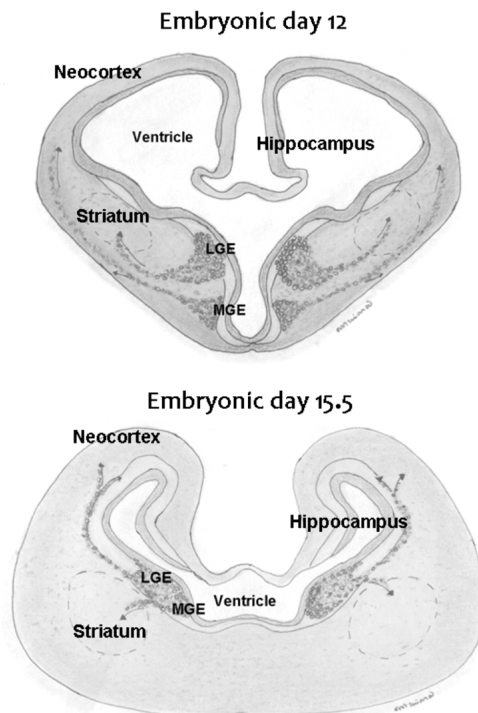 Embryonic day 12
Neocortex
Ventricle
Hippocampus
Striatum
LGE
MGE
Embryonic day 15.5
Neocortex
Hippocampus
LGE
MGE
Ventricle
Striatum